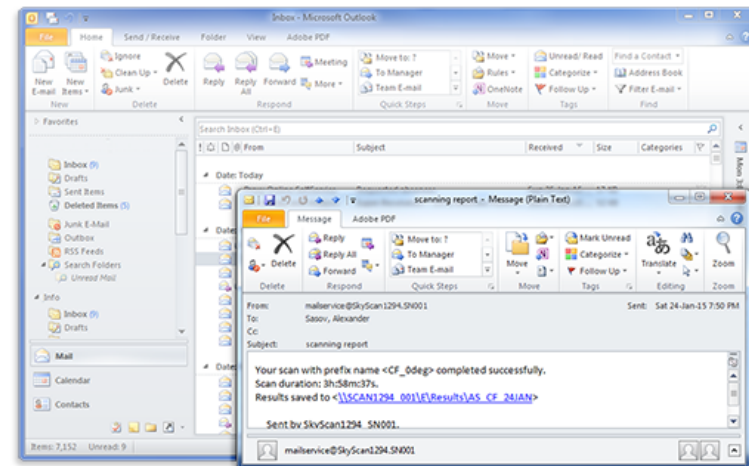 Inbox - Microsoft Outlook
File Home Send / Receive Folder View Adobe PDF
New E-mail
New Items
New
Ignore
Clean Up
Junk
Delete
Delete
Reply
Reply All
Forward
Meeting
More
Respond
Move to: ?
To Manager
Team E-mail
Quick Steps
Move
Rules
OneNote
Move
Unread/ Read
Categorize
Follow Up
Tags
Find a Contact
Address Book
Filter E-mail
Find
Favorites
Inbox (9)
Drafts
Sent Items
Deleted Items (5)
Junk E-Mail
Outbox
RSS Feeds
Search Folders
Unread Mail
Info
Inbox (9)
Drafts
Mail
Calendar
Contacts
Items: 7,152 Unread: 9
Search Inbox (Ctrl+E)
From Subject Received Size Categories
Date: Today
scanning report - Message (Plain Text)
File Message Adobe PDF
Delete
Delete
Reply
Reply All
Forward
Respond
Move to: ?
To Manager
Team E-mail
Quick Steps
Move
Move
Mark Unread
Categorize
Follow Up
Tags
Translate
Editing
Zoom
Zoom
From: mailservice@SkyScan1294.SN001 Sent: Sat 24-Jan-15 7:50 PM
To: Sasov, Alexander
Cc:
Subject: scanning report
Your scan with prefix name <CF_0deg> completed successfully.
Scan duration: 3h:58m:37s.
Results saved to <\\SCAN1294_001\E\Results\AS_CF_24JAN>
Sent by SkyScan1294_SN001.
mailservice@SkyScan1294.SN001